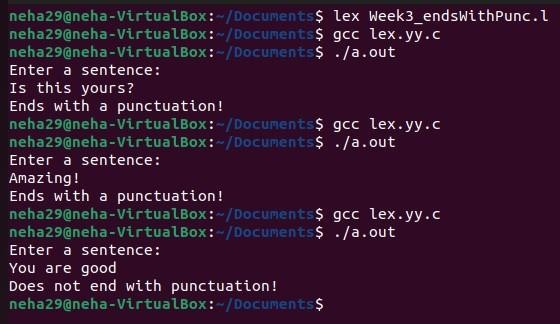 neha29@neha-VirtualBox:~/Documents$ lex Week3_endsWithPunc.l
neha29@neha-VirtualBox:~/Documents$ gcc lex.yy.c
neha29@neha-VirtualBox:~/Documents$ ./a.out
Enter a sentence:
Is this yours?
Ends with a punctuation!
neha29@neha-VirtualBox:~/Documents$ gcc lex.yy.c
neha29@neha-VirtualBox:~/Documents$ ./a.out
Enter a sentence:
Amazing!
Ends with a punctuation!
neha29@neha-VirtualBox:~/Documents$ gcc lex.yy.c
neha29@neha-VirtualBox:~/Documents$ ./a.out
Enter a sentence:
You are good
Does not end with punctuation!
neha29@neha-VirtualBox:~/Documents$